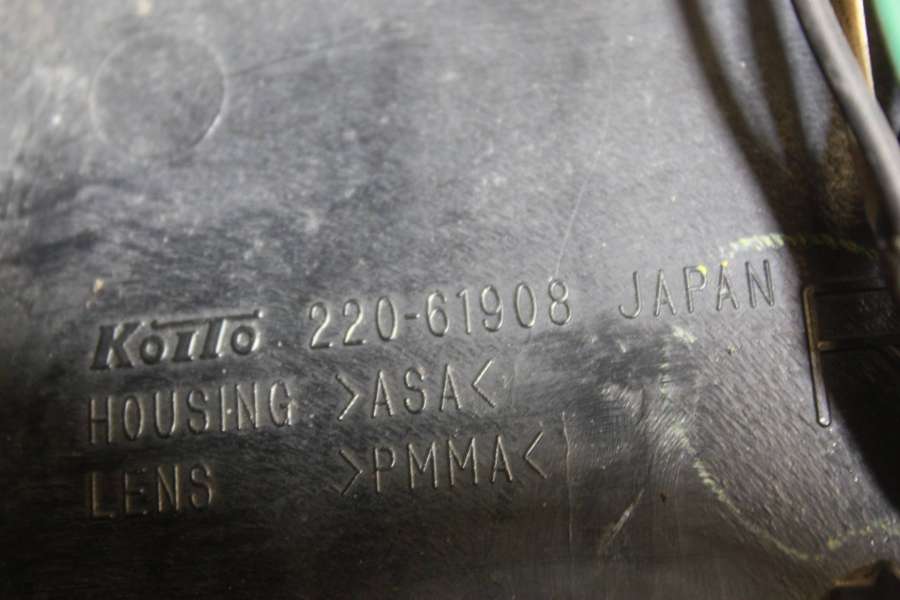 Koito 220-61908 JAPAN
HOUSING >ASA<
LENS >PMMA<